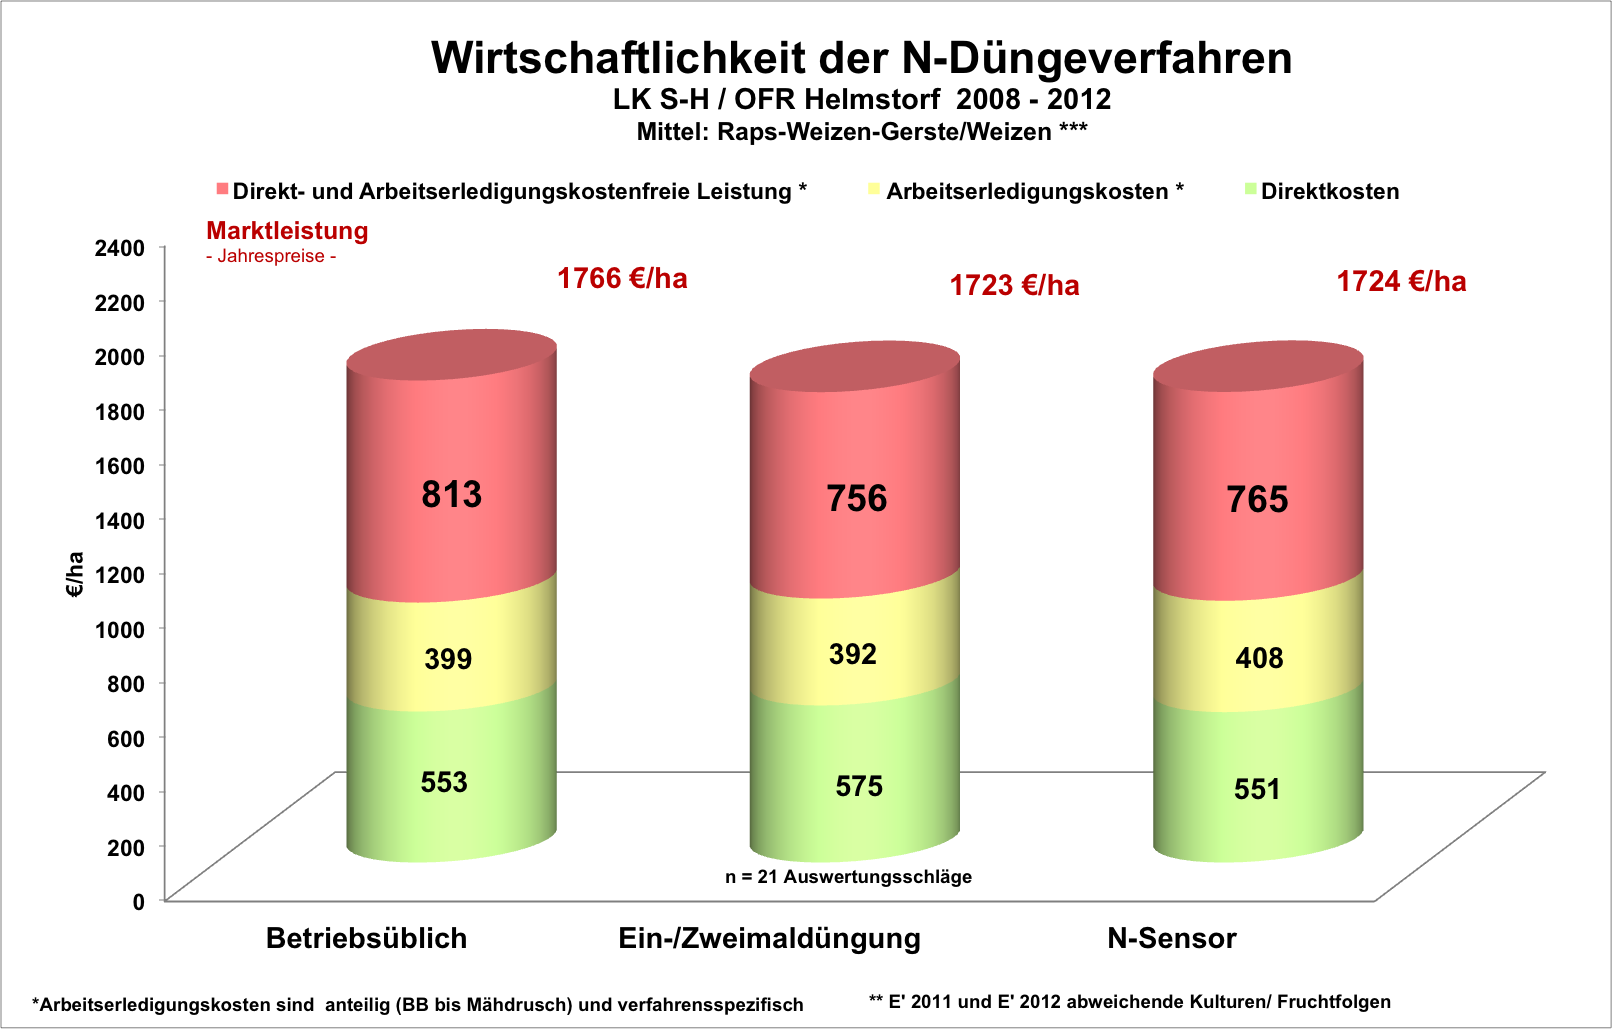 Wirtschaftlichkeit der N-Düngeverfahren
LK S-H / OFR Helmstorf  2008 - 2012
Mittel: Raps-Weizen-Gerste/Weizen ***
Direkt- und Arbeitserledigungskostenfreie Leistung *
Arbeitserledigungskosten *
Direktkosten
Marktleistung
- Jahrespreise -
1766 €/ha
1723 €/ha
1724 €/ha
€/ha
2400
2200
2000
1800
1600
1400
1200
1000
800
600
400
200
0
813
756
765
399
392
408
553
575
551
n = 21 Auswertungsschläge
Betriebsüblich
Ein-/Zweimaldüngung
N-Sensor
*Arbeitserledigungskosten sind  anteilig (BB bis Mähdrusch) und verfahrensspezifisch
** E' 2011 und E' 2012 abweichende Kulturen/ Fruchtfolgen